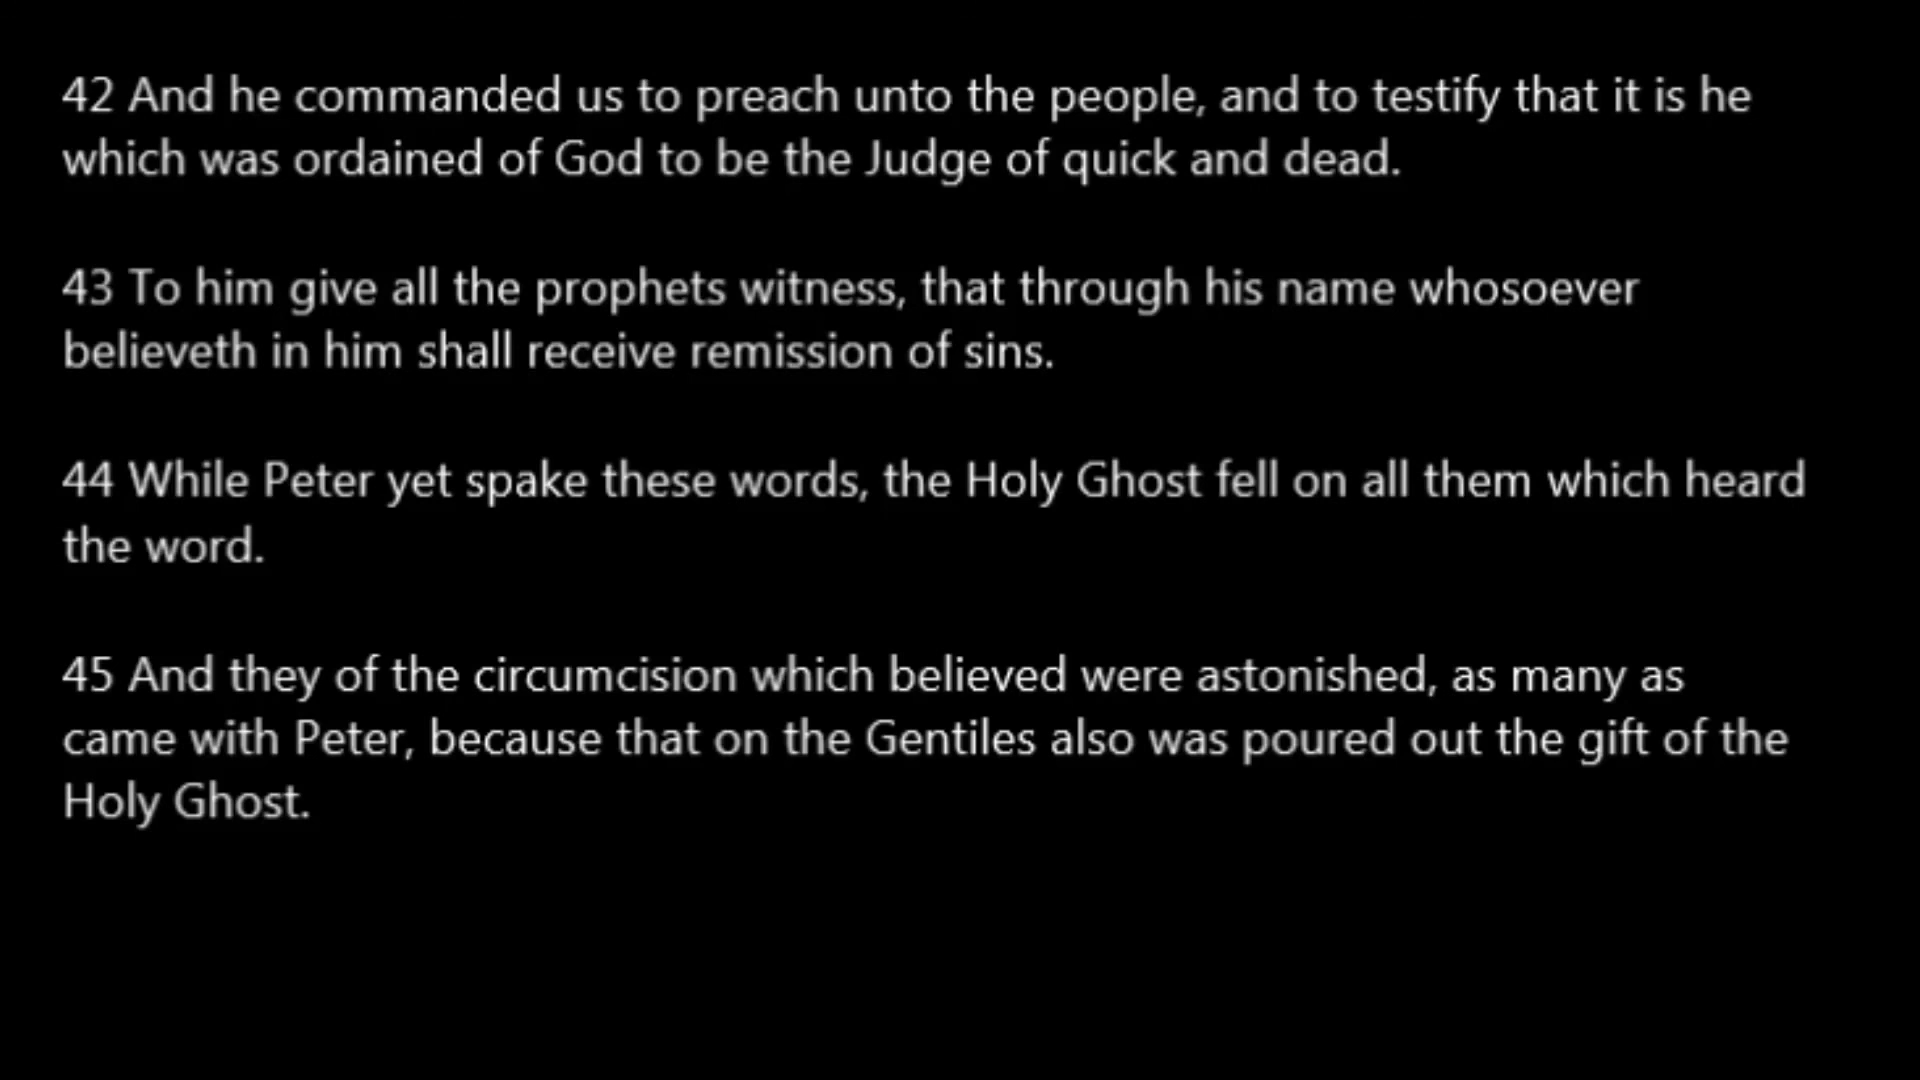 42 And he commanded us to preach unto the people, and to testify that it is he
which was ordained of God to be the Judge of quick and dead.
43 To him give all the prophets witness, that through his name whosoever
believeth in him shall receive remission of sins.
44 While Peter yet spake these words, the Holy Ghost fell on all them which heard
the word.
45 And they of the circumcision which believed were astonished, as many as
came with Peter, because that on the Gentiles also was poured out the gift of the
Holy Ghost.